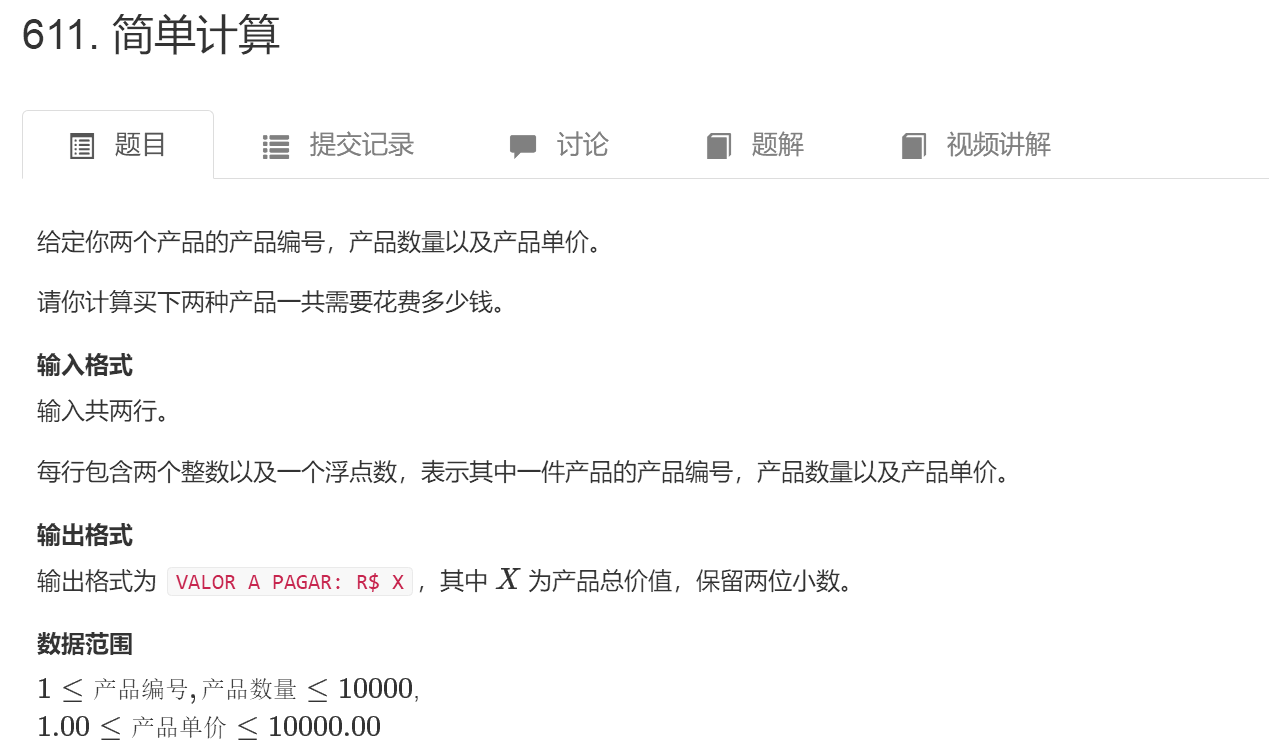 611. 简单计算
题目 提交记录 讨论 题解 视频讲解
给定你两个产品的产品编号，产品数量以及产品单价。
请你计算买下两种产品一共需要花费多少钱。
输入格式
输入共两行。
每行包含两个整数以及一个浮点数，表示其中一件产品的产品编号，产品数量以及产品单价。
输出格式
输出格式为 VALOR A PAGAR: R$ X ，其中 X 为产品总价值，保留两位小数。
数据范围
1 ≤ 产品编号, 产品数量 ≤ 10000,
1.00 ≤ 产品单价 ≤ 10000.00